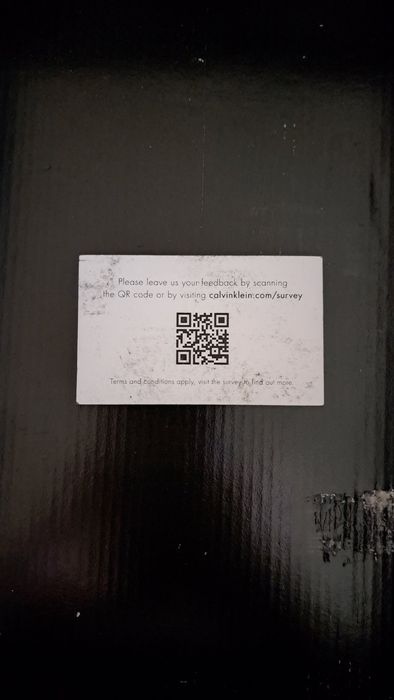 Please leave us your feedback by scanning
the QR code or by visiting calvinklein.com/survey
Terms and conditions apply, visit the survey to find out more.